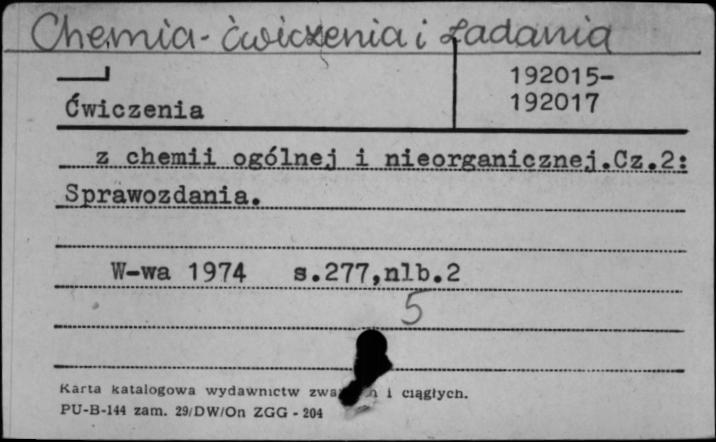 Chemia - ćwiczenia i zadania
192015-
Ćwiczenia
192017
z chemii ogólnej i nieorganicznej.Cz.2:
Sprawozdania.
W-wa 1974 s.277,nlb.2
5
Karta katalogowa wydawnictw i ciągłych.
PU-B-144 zam. 29/DW/On ZGG - 204